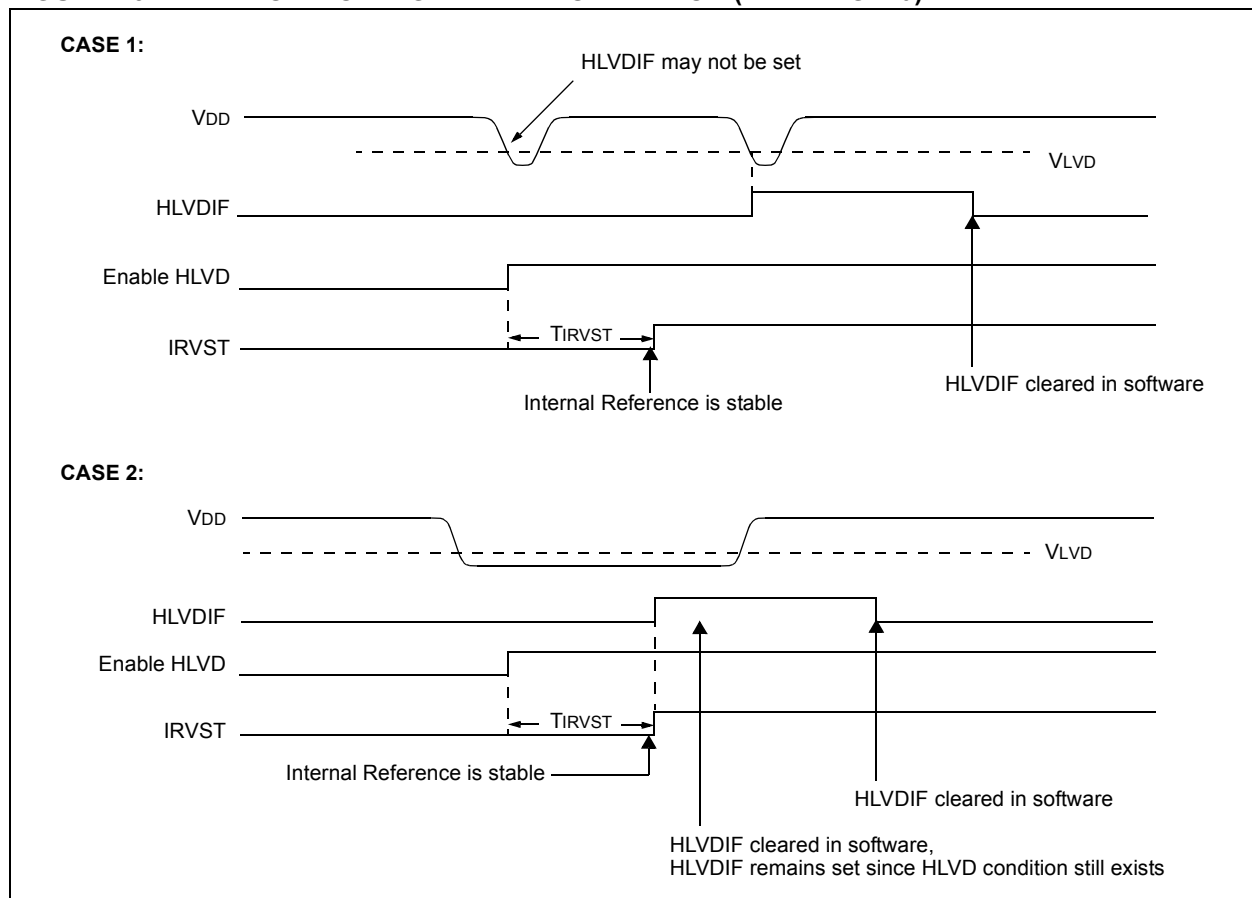 CASE 1:
HLVDIF may not be set
VDD
VLVD
HLVDIF
Enable HLVD
TIRVST
IRVST
HLVDIF cleared in software
Internal Reference is stable
CASE 2:
VDD
VLVD
HLVDIF
Enable HLVD
TIRVST
IRVST
Internal Reference is stable
HLVDIF cleared in software
HLVDIF cleared in software,
HLVDIF remains set since HLVD condition still exists